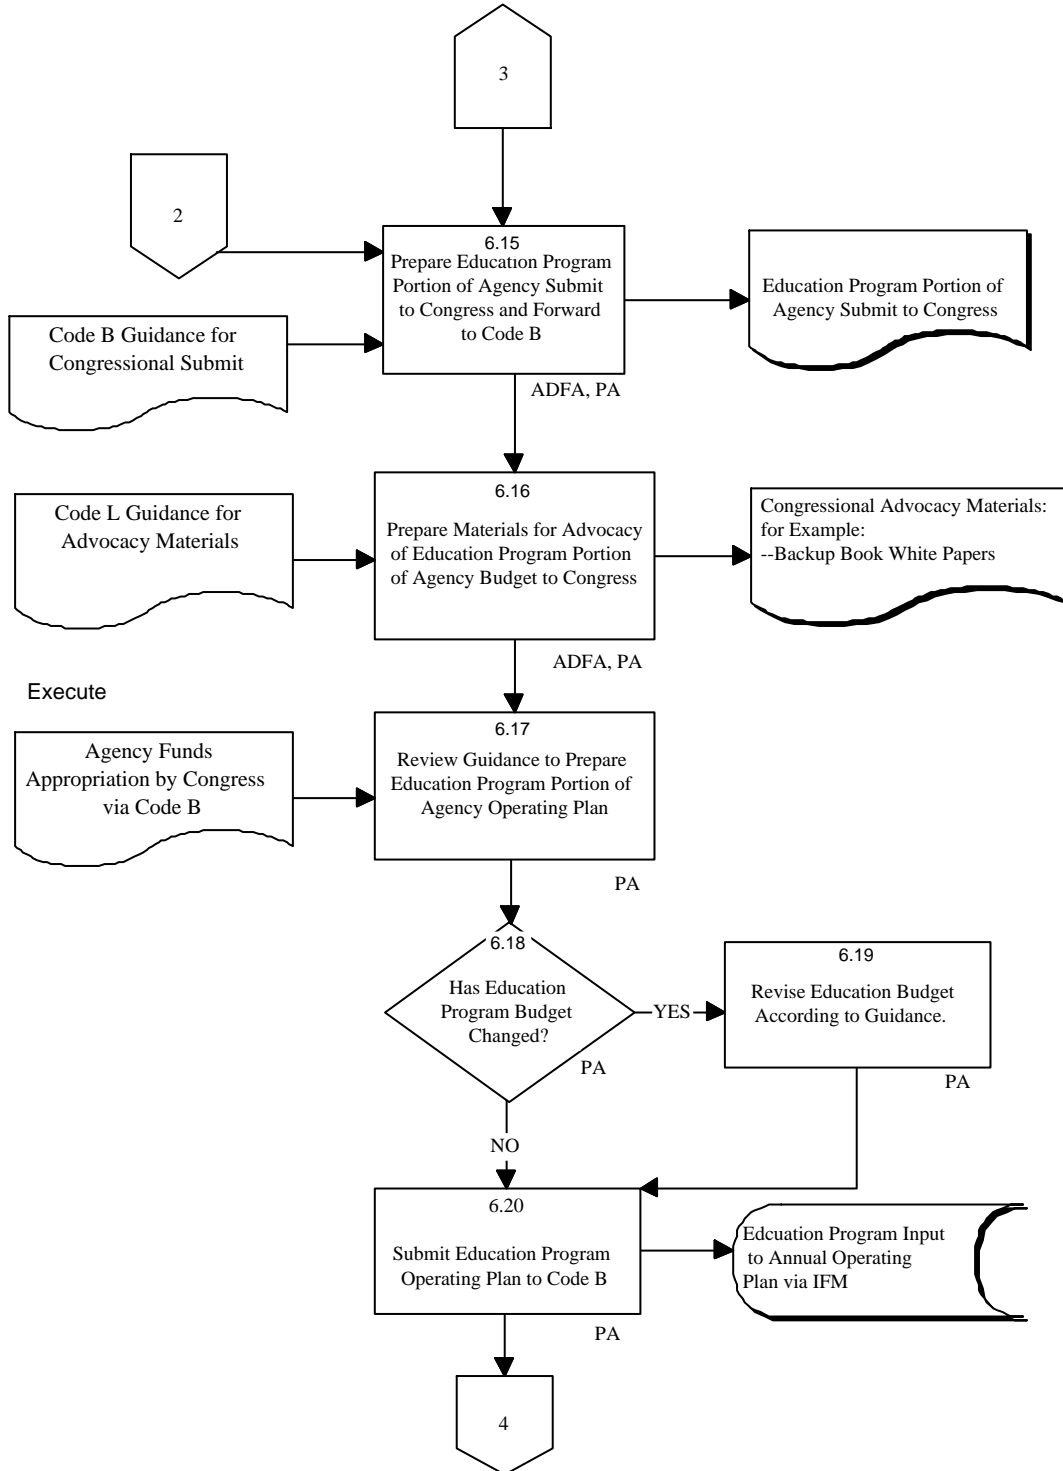 3
2
6.15
Prepare Education Program
Portion of Agency Submit
to Congress and Forward
to Code B
Education Program Portion of
Agency Submit to Congress
Code B Guidance for
Congressional Submit
ADFA, PA
6.16
Prepare Materials for Advocacy
of Education Program Portion
of Agency Budget to Congress
Code L Guidance for
Advocacy Materials
Congressional Advocacy Materials:
for Example:
--Backup Book White Papers
ADFA, PA
Execute
6.17
Review Guidance to Prepare
Education Program Portion of
Agency Operating Plan
Agency Funds
Appropriation by Congress
via Code B
PA
6.18
Has Education
Program Budget
Changed?
PA
YES
6.19
Revise Education Budget
According to Guidance.
PA
NO
6.20
Submit Education Program
Operating Plan to Code B
Edcuation Program Input
to Annual Operating
Plan via IFM
PA
4